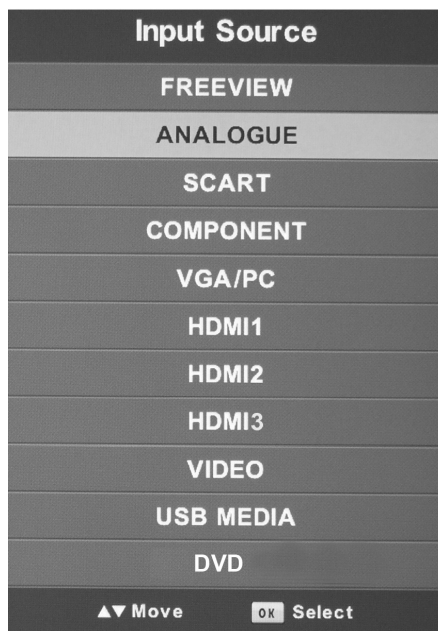 Input Source
FREEVIEW
ANALOGUE
SCART
COMPONENT
VGA/PC
HDMI1
HDMI2
HDMI3
VIDEO
USB MEDIA
DVD
▲▼ Move OK Select